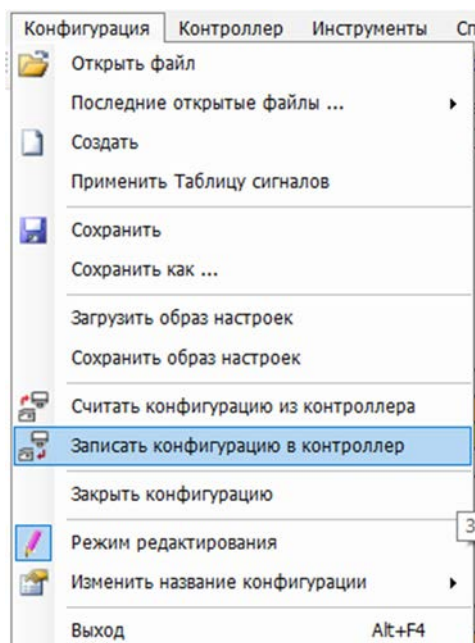 Конфигурация Контроллер Инструменты
Открыть файл
Последние открытые файлы ...
Создать
Применить Таблицу сигналов
Сохранить
Сохранить как ...
Загрузить образ настроек
Сохранить образ настроек
Считать конфигурацию из контроллера
Записать конфигурацию в контроллер
Закрыть конфигурацию
Режим редактирования
Изменить название конфигурации
Выход Alt+F4